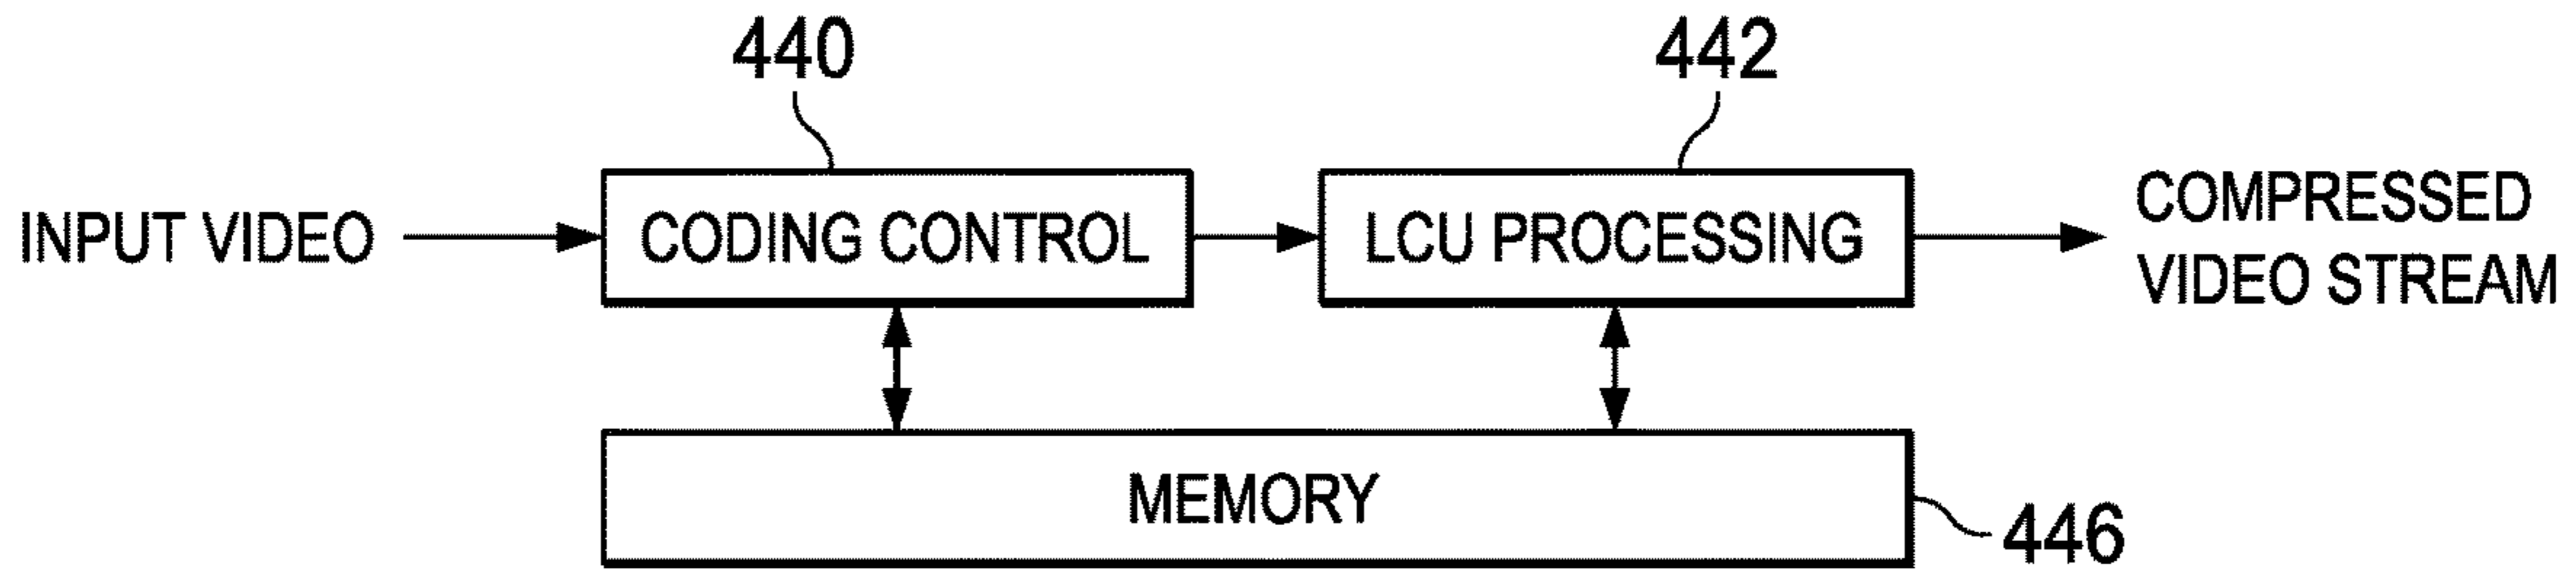 440
442
INPUT VIDEO
CODING CONTROL
LCU PROCESSING
COMPRESSED
VIDEO STREAM
MEMORY
446